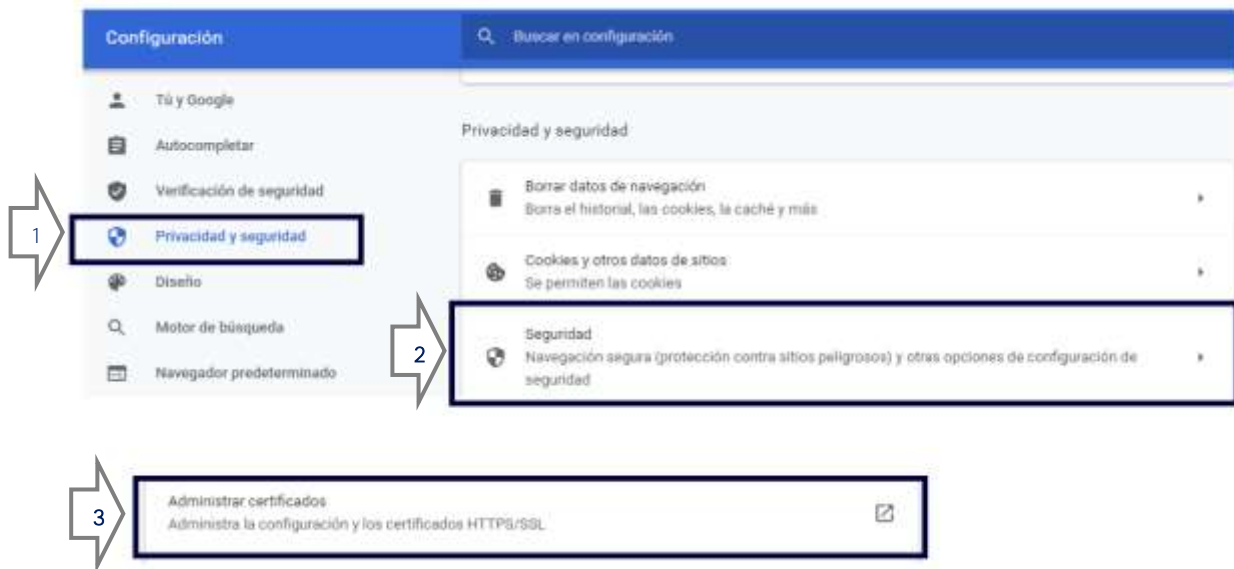 Configuración
Buscar en configuración
Tú y Google
Autocompletar
Verificación de seguridad
1
Privacidad y seguridad
Diseño
Motor de búsqueda
Navegador predeterminado
Privacidad y seguridad
Borrar datos de navegación
Borra el historial, las cookies, la caché y más
Cookies y otros datos de sitios
Se permiten las cookies
2
Seguridad
Navegación segura (protección contra sitios peligrosos) y otras opciones de configuración de
seguridad
3
Administrar certificados
Administra la configuración y los certificados HTTPS/SSL